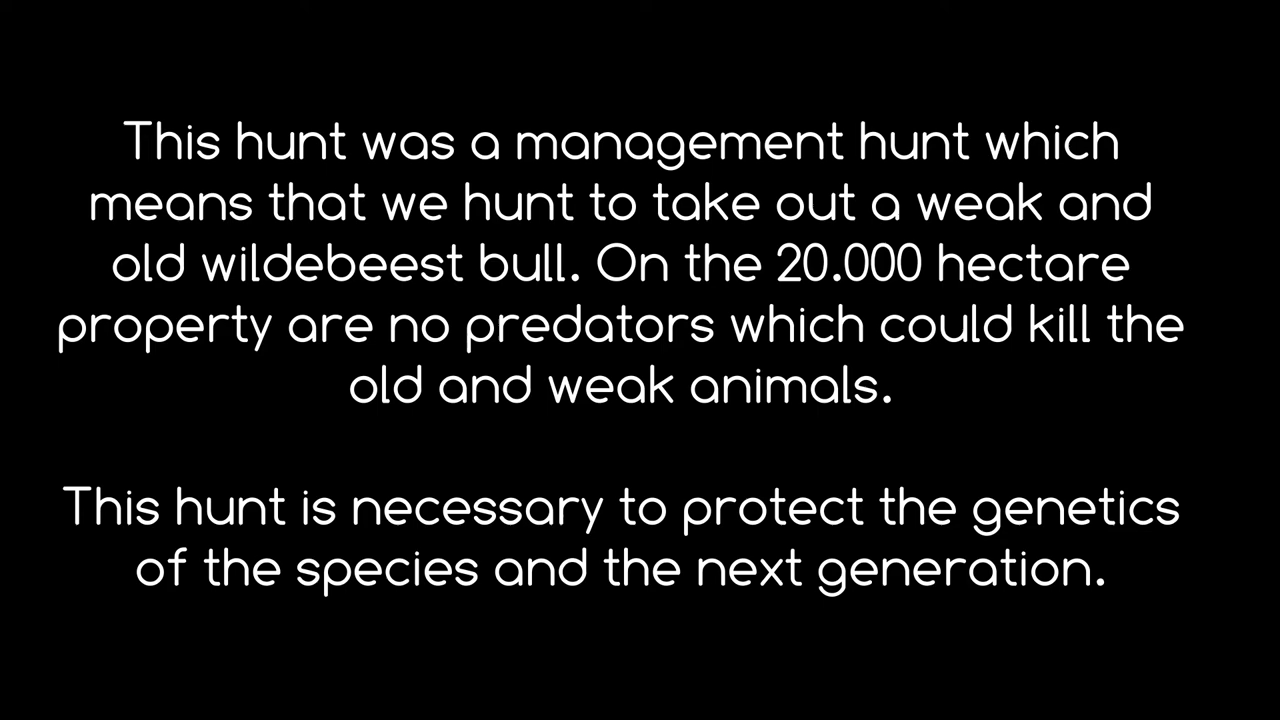 This hunt was a management hunt which
means that we hunt to take out a weak and
old wildebeest bull. On the 20.000 hectare
property are no predators which could kill the
old and weak animals.
This hunt is necessary to protect the genetics
of the species and the next generation.